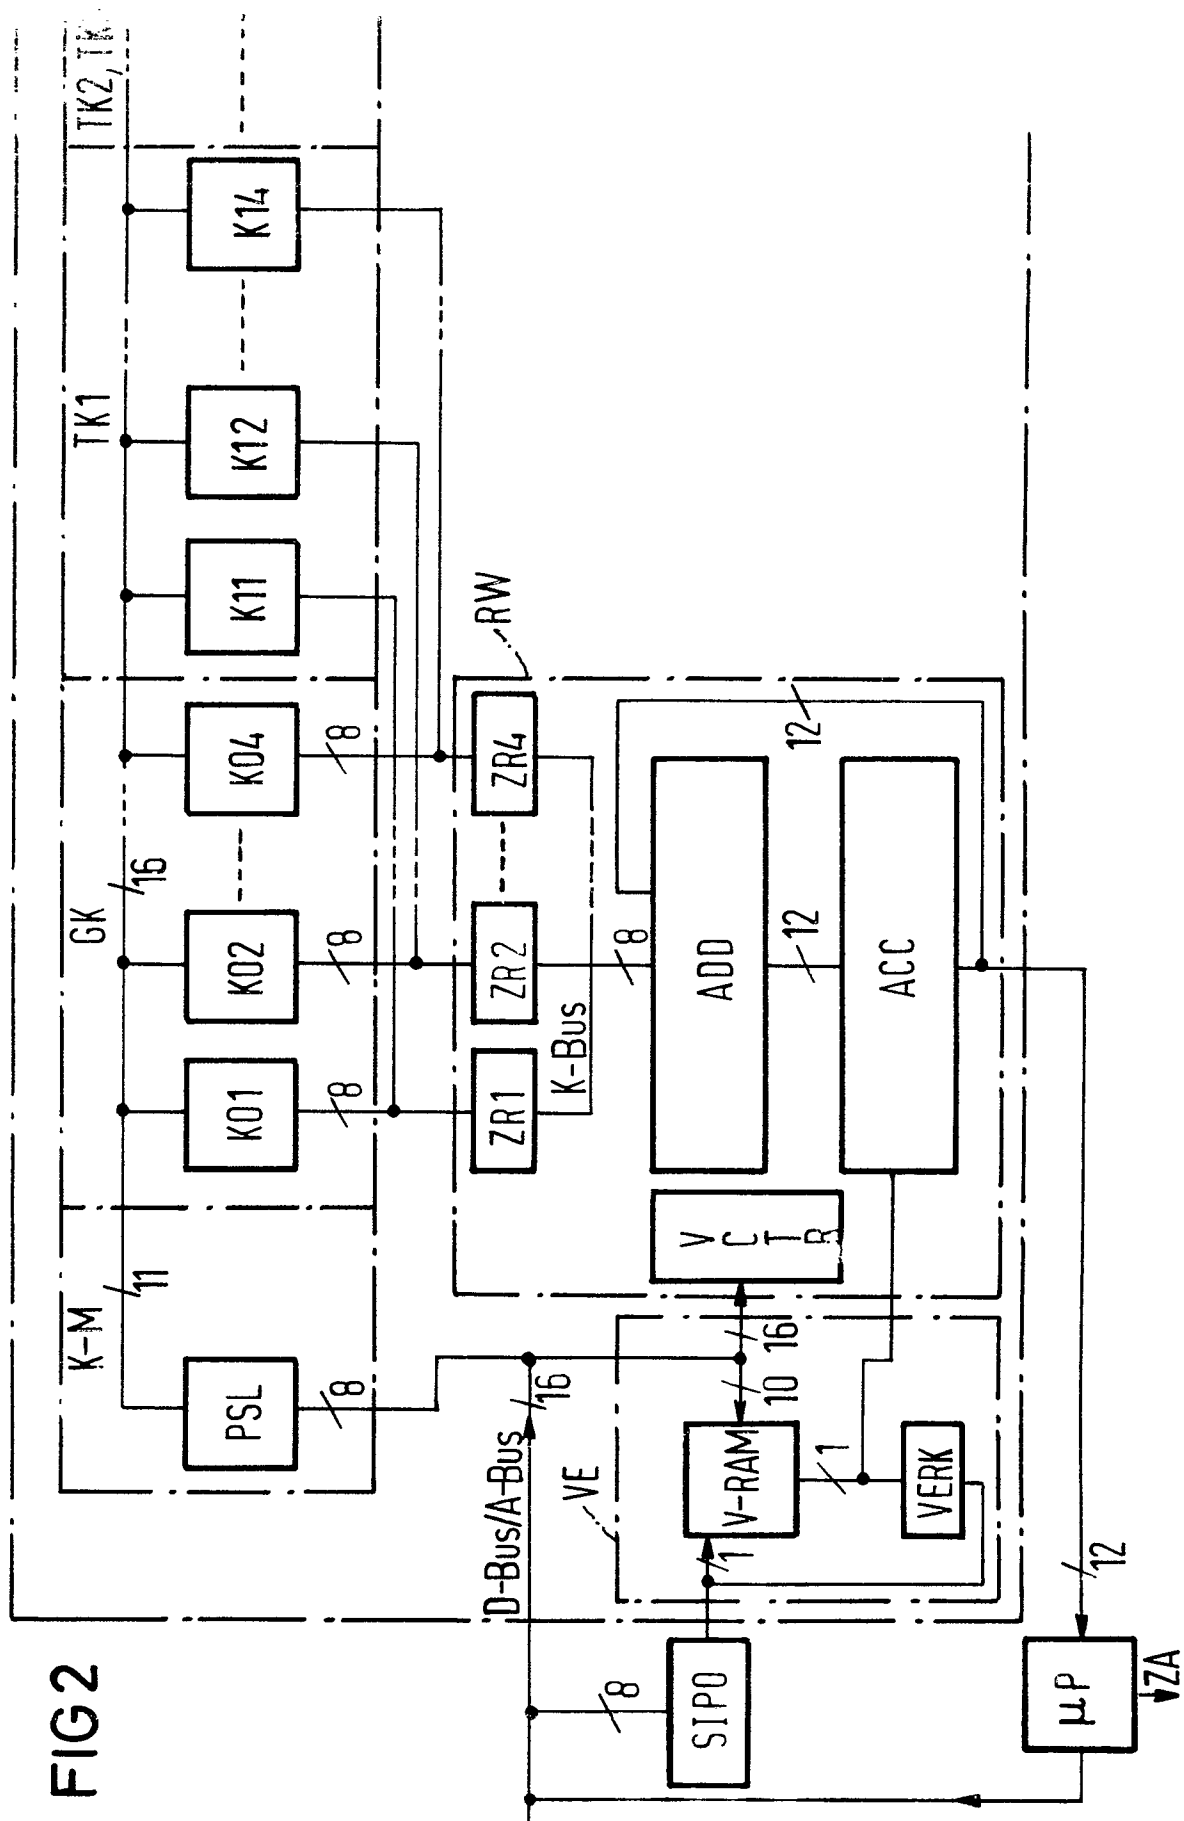 FIG 2
K-M
GK
TK1
TK2, TK
11
16
PSL
K01
K02
K04
K11
K12
K14
8
8
8
8
D-Bus/A-Bus
16
ZR1
ZR2
ZR4
RW
K-Bus
VE
16
10
8
12
SIPO
1
V-RAM
1
VERK
VCTR
ADD
12
ACC
8
12
µP
ZA